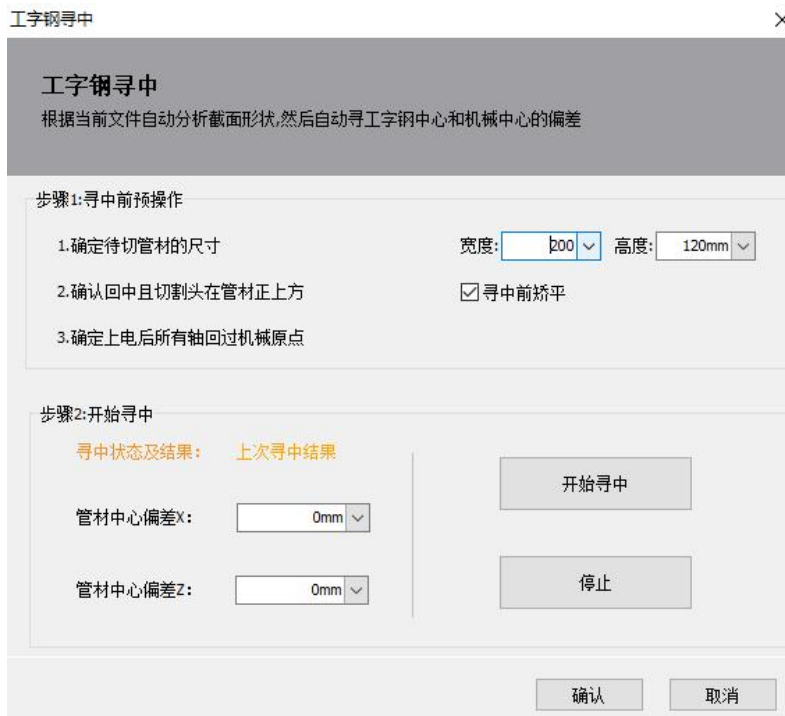 工字钢寻中
工字钢寻中
根据当前文件自动分析截面形状,然后自动寻工字钢中心和机械中心的偏差
步骤1:寻中前预操作
1.确定待切管材的尺寸 宽度: 200 高度: 120mm
2.确认回中且切割头在管材正上方 寻中前矫平
3.确定上电后所有轴回过机械原点
步骤2:开始寻中
寻中状态及结果: 上次寻中结果
开始寻中
管材中心偏差X: 0mm
管材中心偏差Z: 0mm
停止
确认 取消